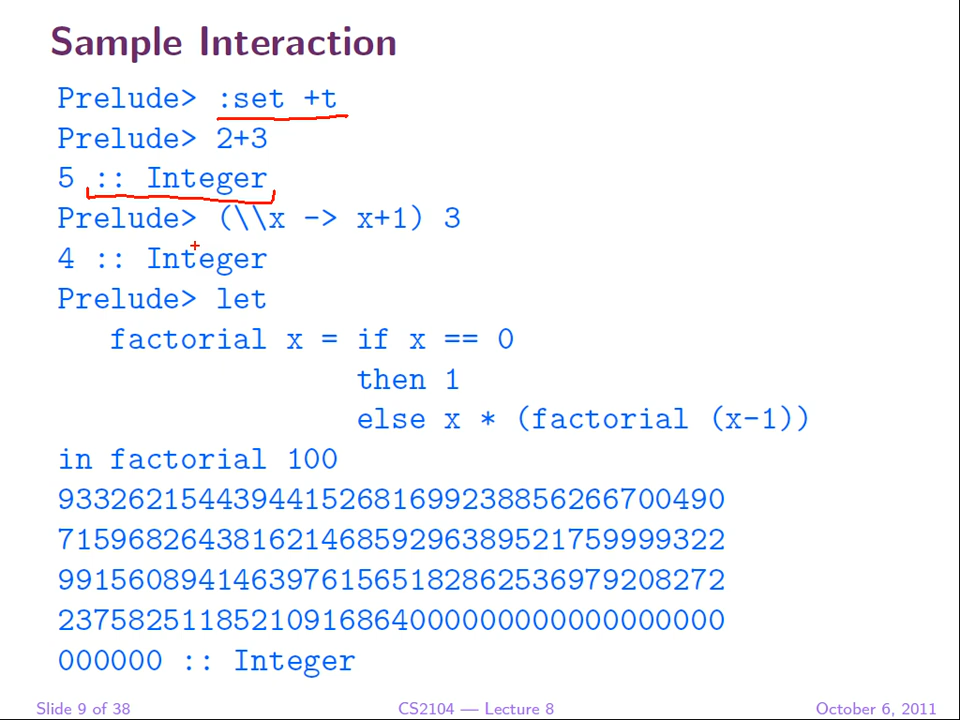 Sample Interaction
Prelude> :set +t
Prelude> 2+3
5 :: Integer
Prelude> (\\x -> x+1) 3
4 :: Integer
Prelude> let
factorial x = if x == 0
then 1
else x * (factorial (x-1))
in factorial 100
93326215443944152681699238856266700490
71596826438162146859296389521759999322
99156089414639761565182862536979208272
23758251185210916864000000000000000000
000000 :: Integer
Slide 9 of 38 CS2104 — Lecture 8 October 6, 2011